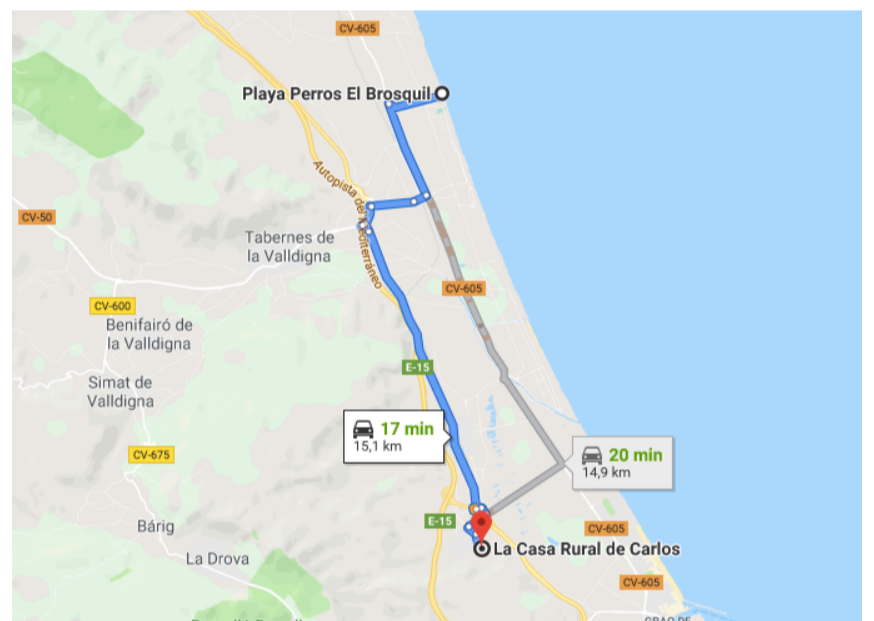 CV-605
Playa Perros El Brosquil
Autopista del Mediterráneo
CV-50
Tabernes de
la Valldigna
CV-605
CV-600
Benifairó de
la Valldigna
E-15
Simat de
Valldigna
17 min
15,1 km
20 min
14,9 km
CV-675
E-15
CV-605
Bárig
La Casa Rural de Carlos
La Drova
CV-605
GRAO DE